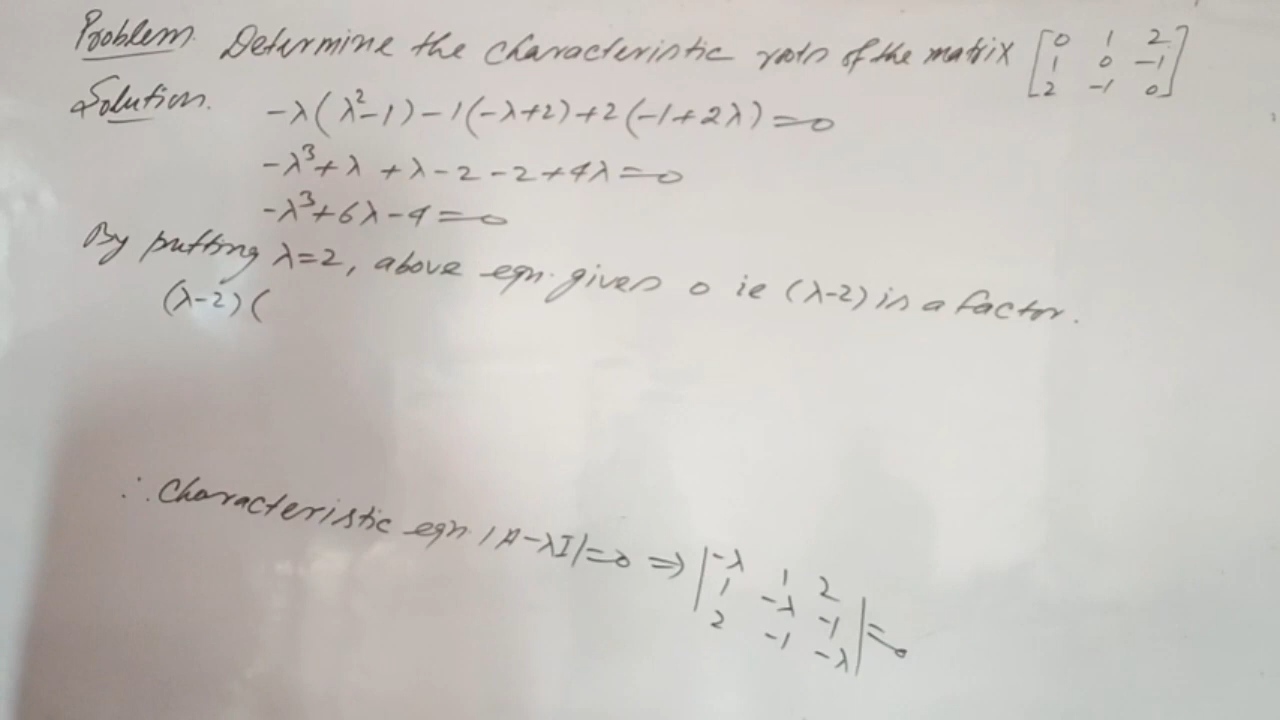 Problem. Determine the characteristic roots of the matrix [0 1 2
1 0 -1
2 -1 0]
Solution. -λ(λ²-1)-1(-λ+2)+2(-1+2λ)=0
-λ³+λ+λ-2-2+4λ=0
-λ³+6λ-4=0
By putting λ=2, above eqn. gives 0 ie (λ-2) is a factor.
(λ-2)(
∴ Characteristic eqn. |A-λI|=0 ⇒ |-λ 1 2
1 -λ -1
2 -1 -λ|=0